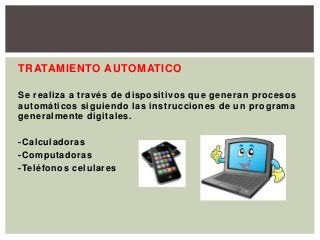 TRATAMIENTO AUTOMATICO
Se realiza a través de dispositivos que generan procesos
automáticos siguiendo las instrucciones de un programa
generalmente digitales.
-Calculadoras
-Computadoras
-Teléfonos celulares